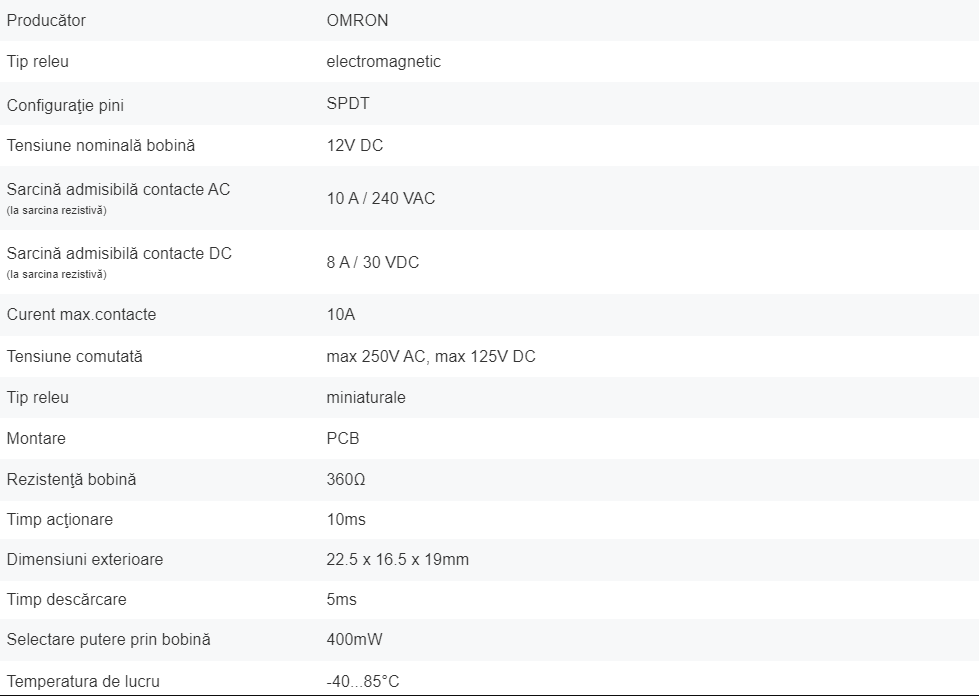 Producător OMRON
Tip releu electromagnetic
Configuraţie pini SPDT
Tensiune nominală bobină 12V DC
Sarcină admisibilă contacte AC
(la sarcina rezistivă)
10 A / 240 VAC
Sarcină admisibilă contacte DC
(la sarcina rezistivă)
8 A / 30 VDC
Curent max.contacte 10A
Tensiune comutată max 250V AC, max 125V DC
Tip releu miniaturale
Montare PCB
Rezistenţă bobină 360Ω
Timp acţionare 10ms
Dimensiuni exterioare 22.5 x 16.5 x 19mm
Timp descărcare 5ms
Selectare putere prin bobină 400mW
Temperatura de lucru -40...85°C